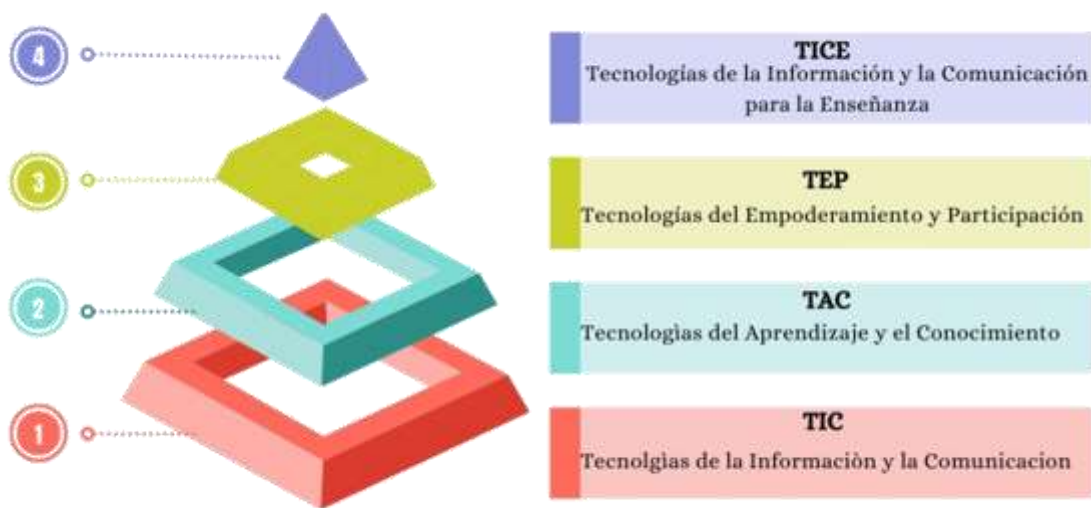 4
TICE
Tecnologías de la Información y la Comunicación
para la Enseñanza
3
TEP
Tecnologías del Empoderamiento y Participación
2
TAC
Tecnologìas del Aprendizaje y el Conocimiento
1
TIC
Tecnolgìas de la Informaciòn y la Comunicacion